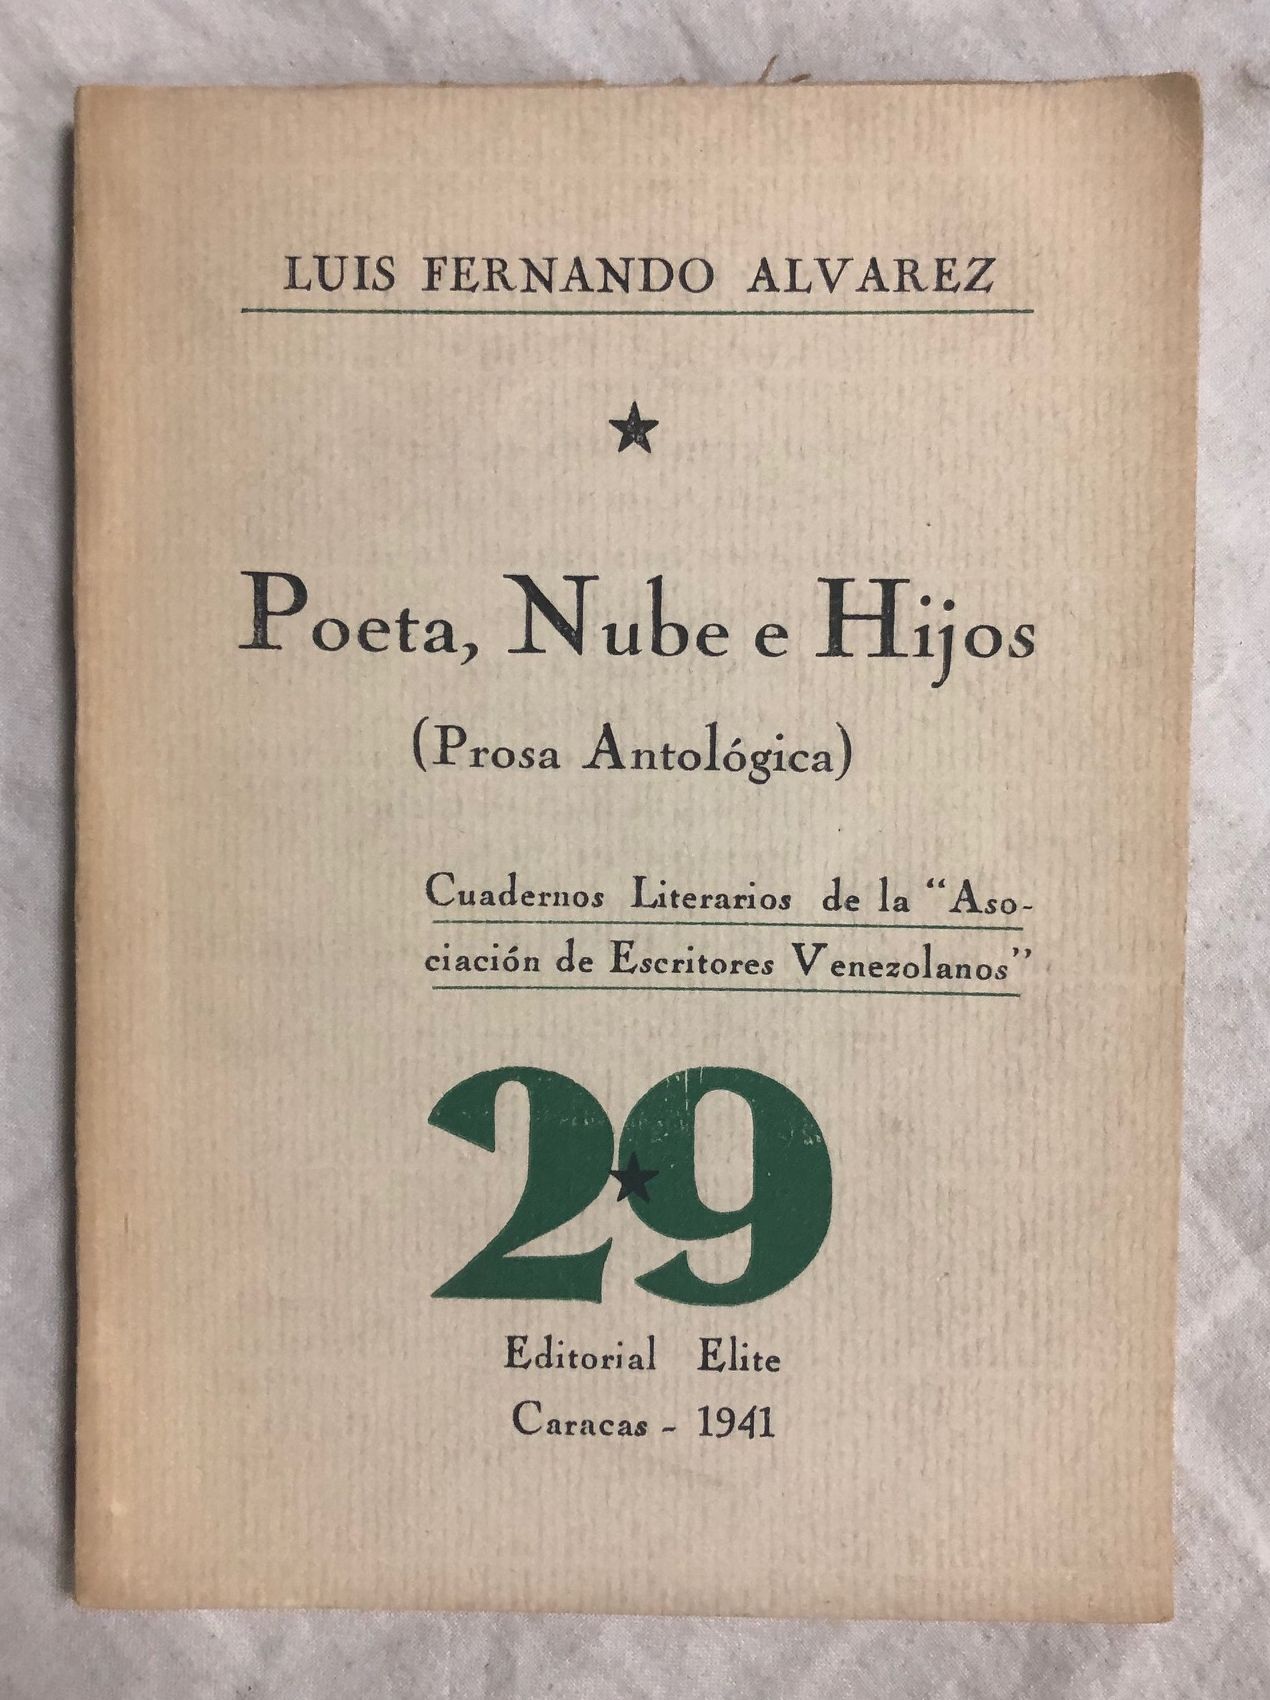 LUIS FERNANDO ALVAREZ
Poeta, Nube e Hijos
(Prosa Antológica)
Cuadernos Literarios de la “Aso-
ciación de Escritores Venezolanos”
29
Editorial Elite
Caracas - 1941